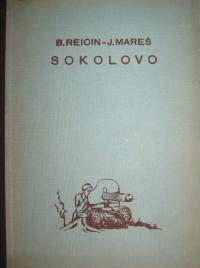 B. REICIN-J. MAREŠ
SOKOLOVO